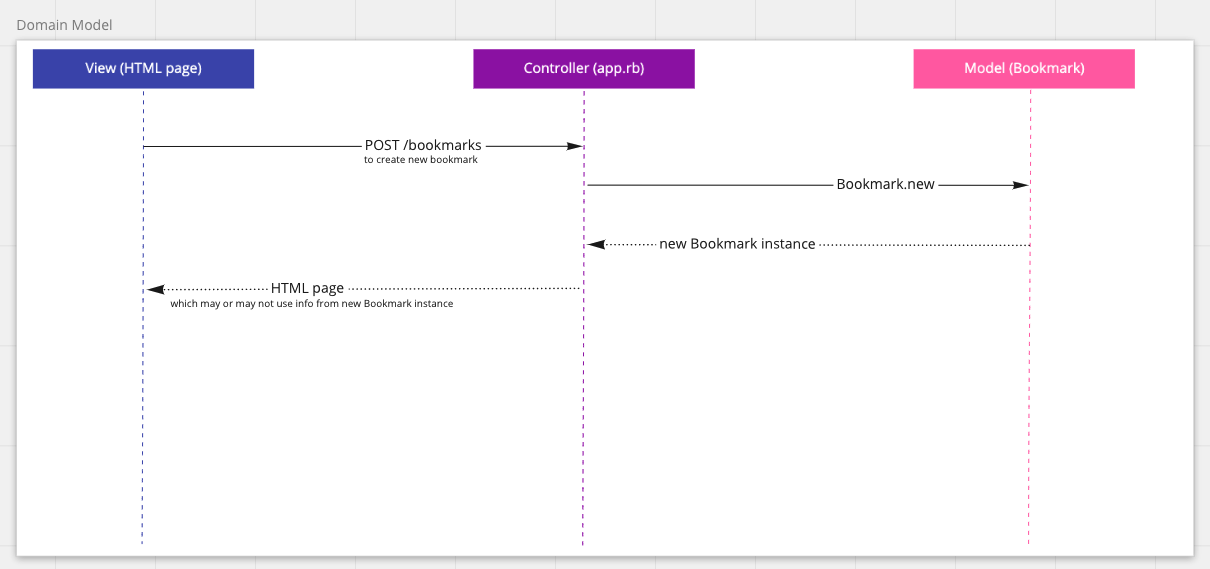 Domain Model
View (HTML page)
Controller (app.rb)
Model (Bookmark)
POST /bookmarks
to create new bookmark
Bookmark.new
new Bookmark instance
HTML page
which may or may not use info from new Bookmark instance